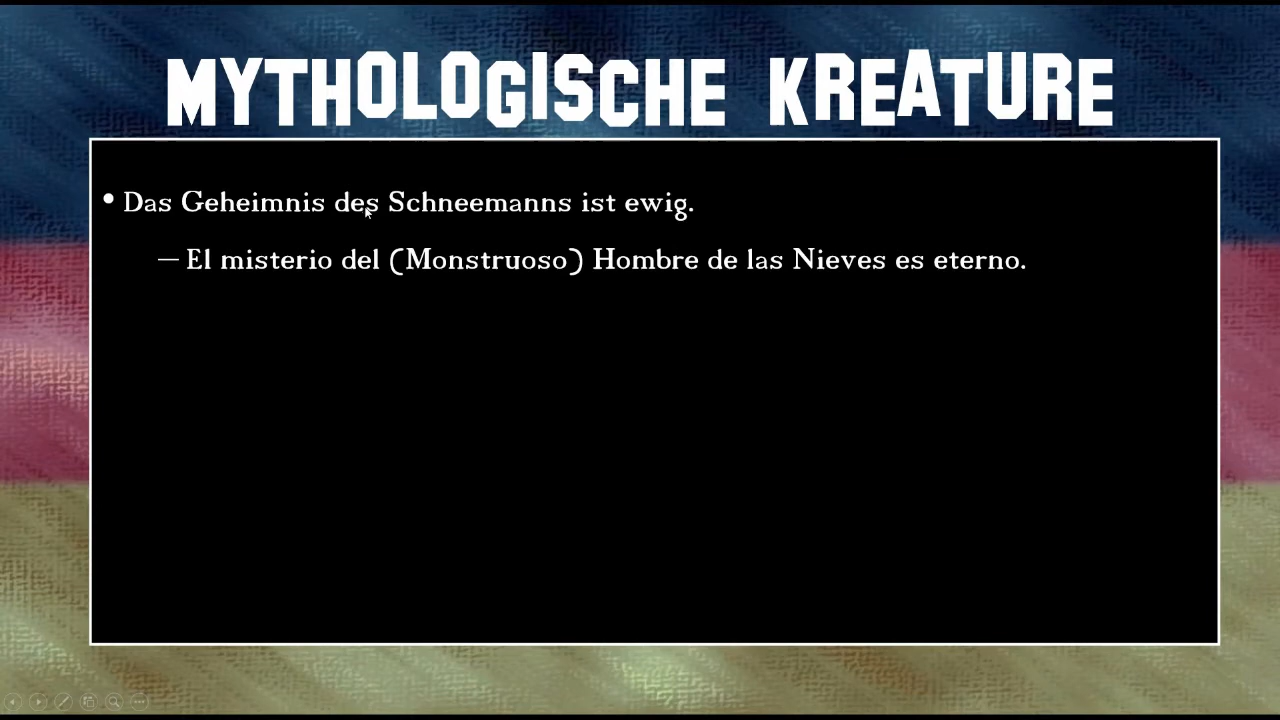 MYTHOLOGISCHE KREATURE
• Das Geheimnis des Schneemanns ist ewig.
— El misterio del (Monstruoso) Hombre de las Nieves es eterno.